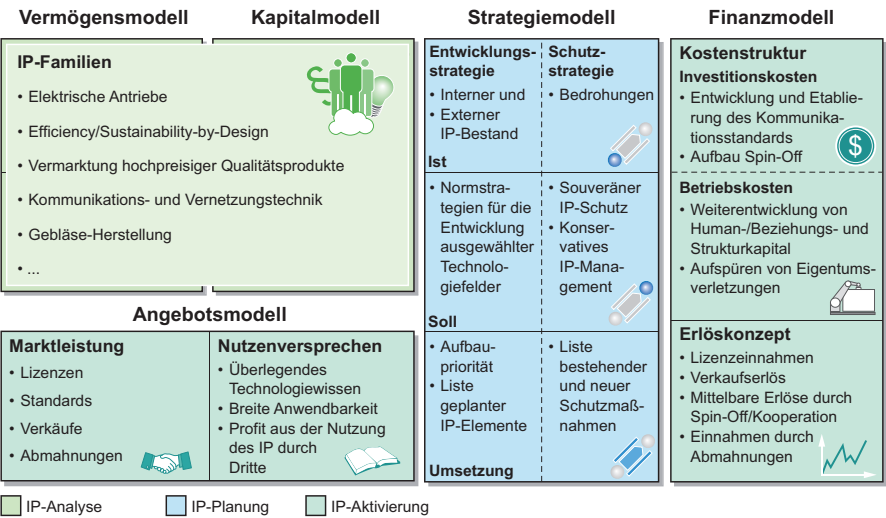 Vermögensmodell
Kapitalmodell
IP-Familien
• Elektrische Antriebe
• Efficiency/Sustainability-by-Design
• Vermarktung hochpreisiger Qualitätsprodukte
• Kommunikations- und Vernetzungstechnik
• Gebläse-Herstellung
• ...
Angebotsmodell
Marktleistung
• Lizenzen
• Standards
• Verkäufe
• Abmahnungen
Nutzenversprechen
• Überlegendes
Technologiewissen
• Breite Anwendbarkeit
• Profit aus der Nutzung
des IP durch
Dritte
Strategiemodell
Entwicklungs-
strategie
• Interner und
• Externer
IP-Bestand
Ist
Schutz-
strategie
• Bedrohungen
• Normstra-
tegien für die
Entwicklung
ausgewählter
Technolo-
giefelder
Soll
• Souveräner
IP-Schutz
• Konser-
vatives
IP-Mana-
gement
• Aufbau-
priorität
• Liste
geplanter
IP-Elemente
Umsetzung
• Liste
bestehender
und neuer
Schutzmaß-
nahmen
Finanzmodell
Kostenstruktur
Investitionskosten
• Entwicklung und Etablie-
rung des Kommunika-
tionsstandards
• Aufbau Spin-Off
$
Betriebskosten
• Weiterentwicklung von
Human-/Beziehungs- und
Strukturkapital
• Aufspüren von Eigentums-
verletzungen
Erlöskonzept
• Lizenzeinnahmen
• Verkaufserlös
• Mittelbare Erlöse durch
Spin-Off/Kooperation
• Einnahmen durch
Abmahnungen
IP-Analyse
IP-Planung
IP-Aktivierung